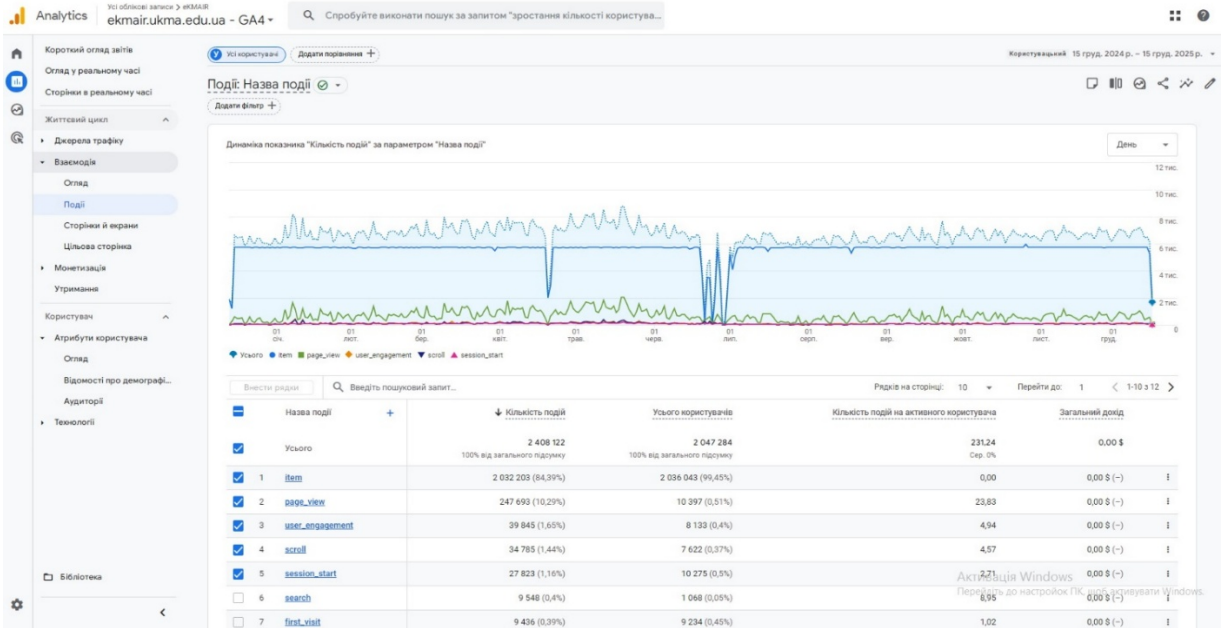 Analytics
Усі облікові записи > eKMAIR
ekmair.ukma.edu.ua - GA4
Спробуйте виконати пошук за запитом "зростання кількості користува...
Короткий огляд звітів
Огляд у реальному часі
Сторінки в реальному часі
Життєвий цикл
Джерела трафіку
Взаємодія
Огляд
Події
Сторінки й екрани
Цільова сторінка
Монетизація
Утримання
Користувач
Атрибути користувача
Огляд
Відомості про демографі...
Аудиторії
Технології
Бібліотека
У Усі користувачі
Додати порівняння +
Користувацький 15 груд. 2024 р. – 15 груд. 2025 р.
Події: Назва події
Додати фільтр +
Динаміка показника "Кількість подій" за параметром "Назва події"
День
12 тис.
10 тис.
8 тис.
6 тис.
4 тис.
2 тис.
0
01 січ. 01 лют. 01 бер. 01 квіт. 01 трав. 01 черв. 01 лип. 01 серп. 01 вер. 01 жовт. 01 лист. 01 груд.
Усього item page_view user_engagement scroll session_start
Внести рядки Введіть пошуковий запит... Рядків на сторінці: 10 Перейти до: 1 < 1-10 з 12 >
Назва події + Кількість подій Усього користувачів Кількість подій на активного користувача Загальний дохід
Усього 2 408 122 2 047 284 231,24 0,00 $
100% від загального підсумку 100% від загального підсумку Сер. 0%
1 item 2 032 203 (84,39%) 2 036 043 (99,45%) 0,00 0,00 $ (–)
2 page_view 247 693 (10,29%) 10 397 (0,51%) 23,83 0,00 $ (–)
3 user_engagement 39 845 (1,65%) 8 133 (0,4%) 4,94 0,00 $ (–)
4 scroll 34 785 (1,44%) 7 622 (0,37%) 4,57 0,00 $ (–)
5 session_start 27 823 (1,16%) 10 275 (0,5%) 2,71 0,00 $ (–)
Активація Windows
6 search 9 548 (0,4%) 1 068 (0,05%) 8,95 0,00 $ (–)
Перейдіть до настройок ПК, щоб активувати Windows.
7 first_visit 9 436 (0,39%) 9 234 (0,45%) 1,02 0,00 $ (–)